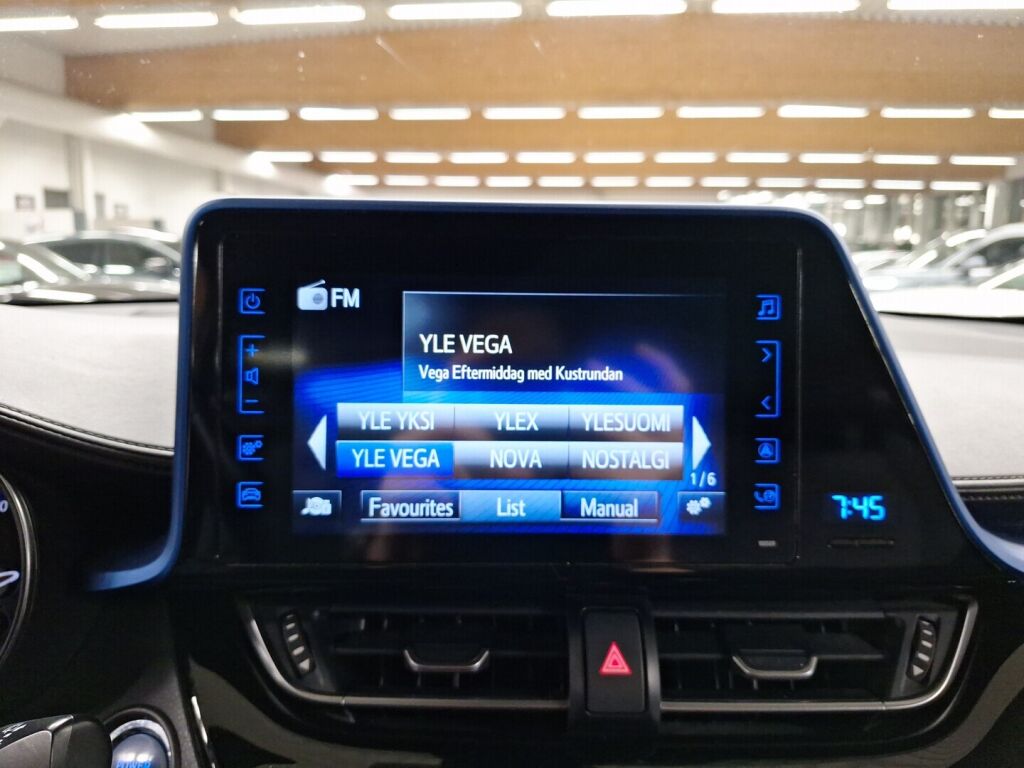 FM
YLE VEGA
Vega Eftermiddag med Kustrundan
YLE YKSI YLEX YLESUOMI
YLE VEGA NOVA NOSTALGI
1/6
Favourites List Manual
7:45
POWER